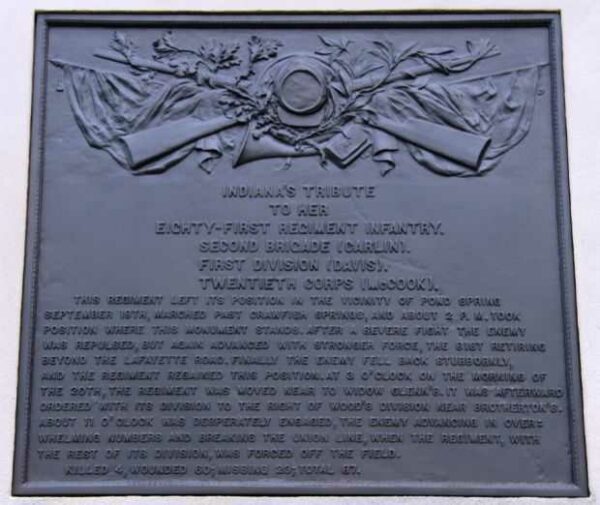 INDIANA'S TRIBUTE
TO HER
EIGHTY-FIRST REGIMENT INFANTRY.
SECOND BRIGADE (CARLIN).
FIRST DIVISION (DAVIS).
TWENTIETH CORPS (McCOOK).
THIS REGIMENT LEFT ITS POSITION IN THE VICINITY OF POND SPRING
SEPTEMBER 19TH, MARCHED PAST CRAWFISH SPRINGS, AND ABOUT 2 P. M. TOOK
POSITION WHERE THIS MONUMENT STANDS. AFTER A SEVERE FIGHT THE ENEMY
WAS REPULSED, BUT AGAIN ADVANCED WITH STRONGER FORCE, THE 81ST RETIRING
BEYOND THE LAFAYETTE ROAD. FINALLY THE ENEMY FELL BACK STUBBORNLY,
AND THE REGIMENT REGAINED THIS POSITION. AT 3 O'CLOCK ON THE MORNING OF
THE 20TH, THE REGIMENT WAS MOVED NEAR TO WIDOW GLENN'S. IT WAS AFTERWARD
ORDERED WITH ITS DIVISION TO THE RIGHT OF WOOD'S DIVISION NEAR BROTHERTON'S.
ABOUT 11 O'CLOCK WAS DESPERATELY ENGAGED, THE ENEMY ADVANCING IN OVER=
WHELMING NUMBERS AND BREAKING THE UNION LINE, WHEN THE REGIMENT, WITH
THE REST OF ITS DIVISION, WAS FORCED OFF THE FIELD.
KILLED 4, WOUNDED 60; MISSING 23; TOTAL 87.